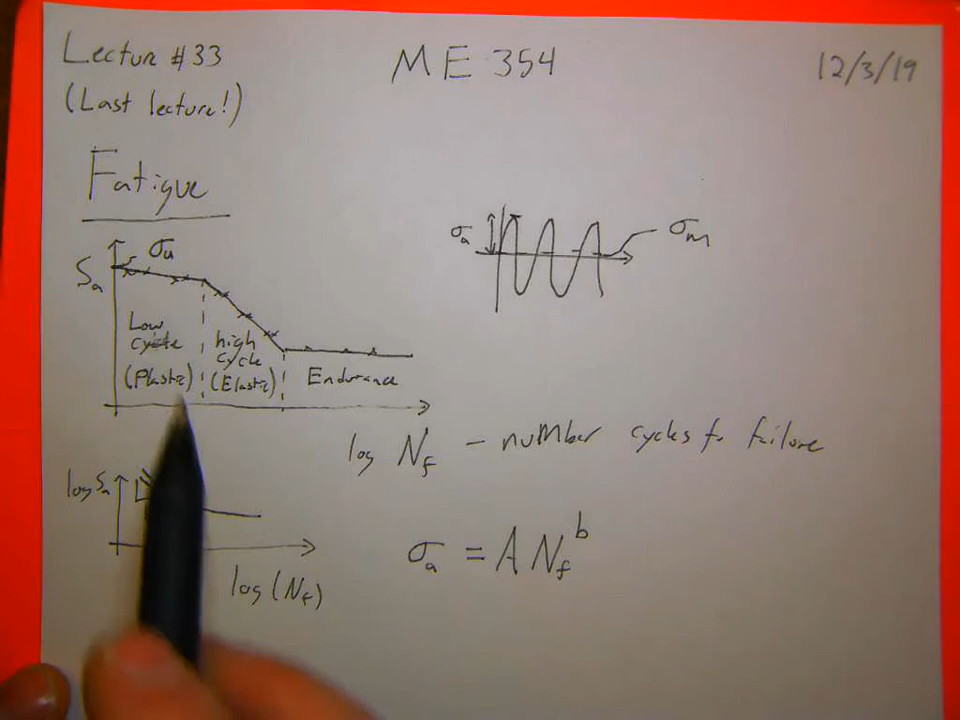 Lecture #33
ME 354
12/3/19
(Last lecture!)
Fatigue
Sa
σu
Low cycle (Plastic)
high cycle (Elastic)
Endurance
σa
σm
log Nf - number cycles to failure
log Sa
log (Nf)
σa = A Nf^b